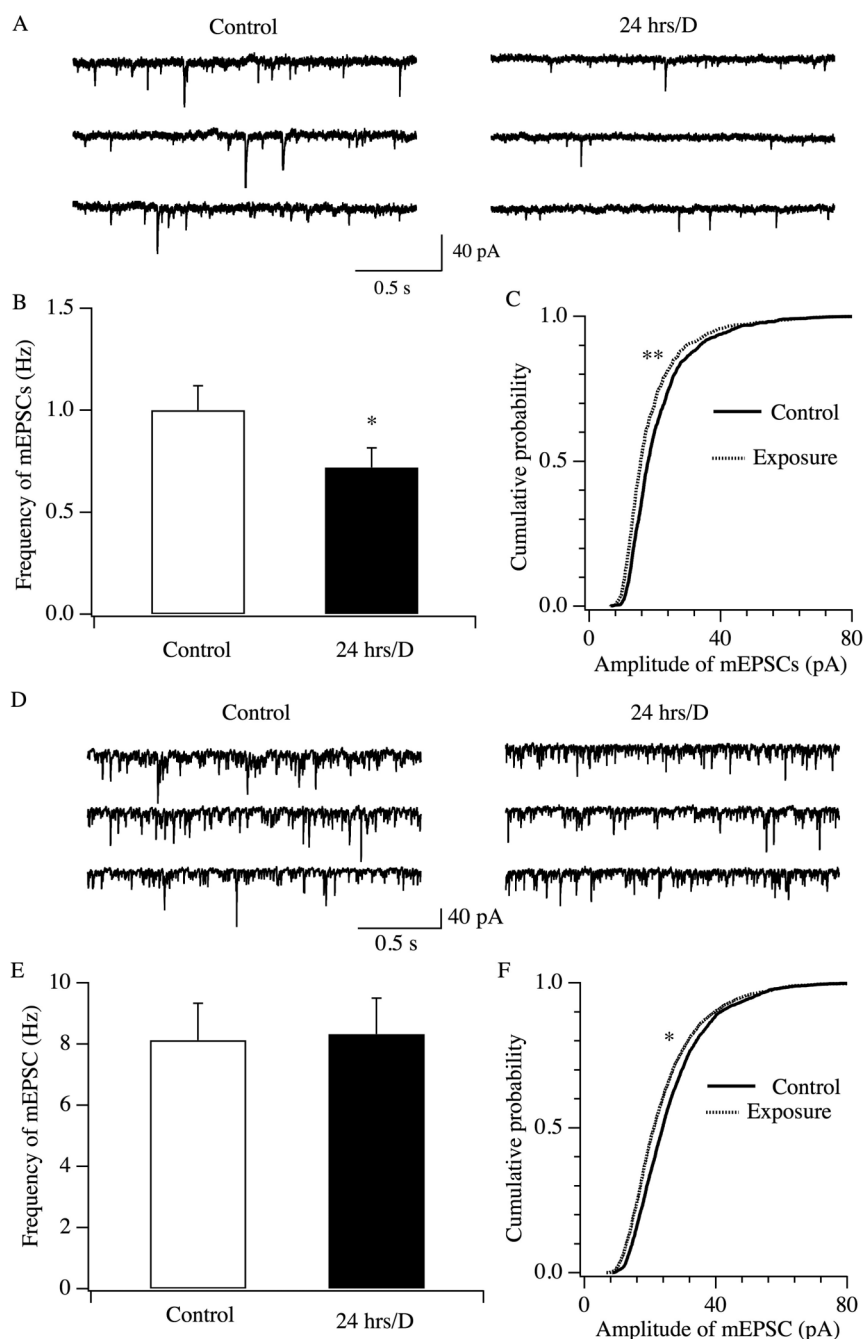 A
Control
24 hrs/D
40 pA
0.5 s
B
Frequency of mEPSCs (Hz)
1.5
1.0
0.5
0.0
*
Control
24 hrs/D
C
Cumulative probability
1.0
0.5
0.0
**
Control
Exposure
0
40
80
Amplitude of mEPSCs (pA)
D
Control
24 hrs/D
40 pA
0.5 s
E
Frequency of mEPSC (Hz)
10
8
6
4
2
0
Control
24 hrs/D
F
Cumulative probability
1.0
0.5
0.0
*
Control
Exposure
0
40
80
Amplitude of mEPSC (pA)